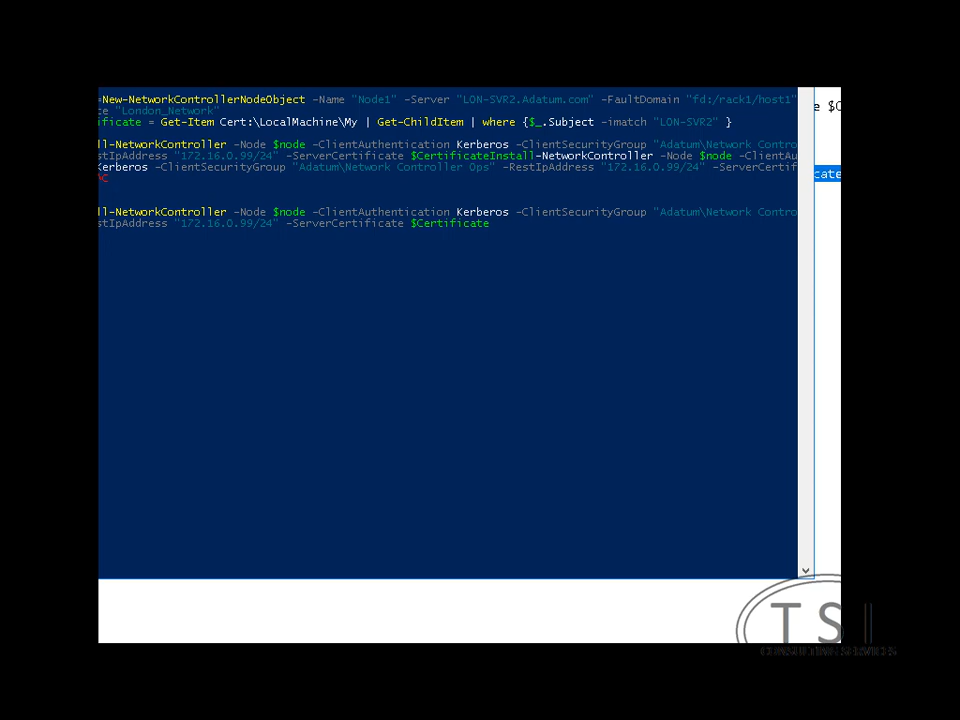 =New-NetworkControllerNodeObject -Name "Node1" -Server "LON-SVR2.Adatum.com" -FaultDomain "fd:/rack1/host1"
ce "London_Network"
ificate = Get-Item Cert:\LocalMachine\My | Get-ChildItem | where {$_.Subject -imatch "LON-SVR2" }
ll-NetworkController -Node $node -ClientAuthentication Kerberos -ClientSecurityGroup "Adatum\Network Contro
stIpAddress "172.16.0.99/24" -ServerCertificate $CertificateInstall-NetworkController -Node $node -ClientAu
Kerberos -ClientSecurityGroup "Adatum\Network Controller Ops" -RestIpAddress "172.16.0.99/24" -ServerCertif
^C
ll-NetworkController -Node $node -ClientAuthentication Kerberos -ClientSecurityGroup "Adatum\Network Contro
stIpAddress "172.16.0.99/24" -ServerCertificate $Certificate
e $C
cate
TSI
CONSULTING SERVICES